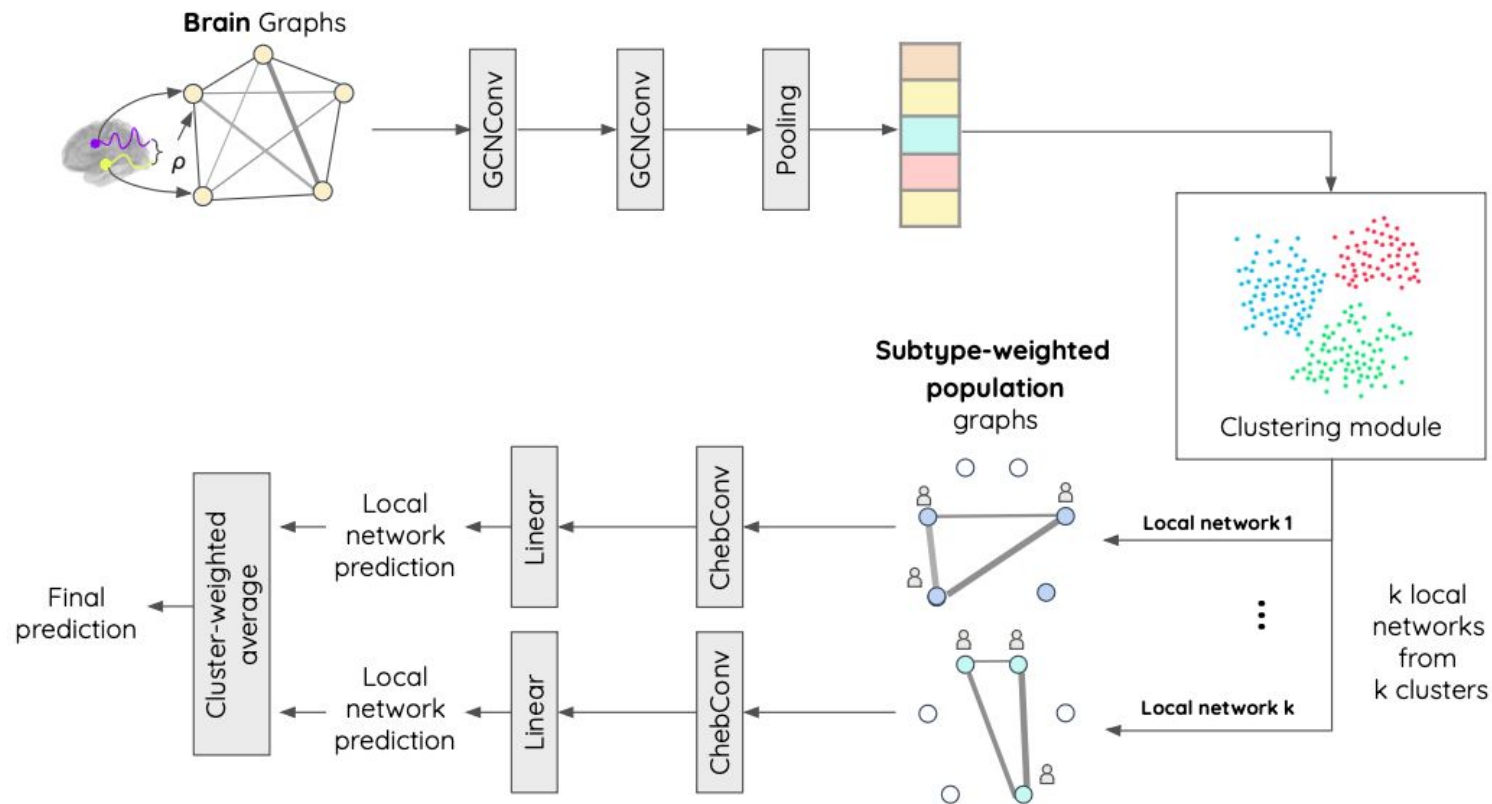 Brain Graphs
ρ
GCNConv
GCNConv
Pooling
Clustering module
Subtype-weighted
population
graphs
Local network 1
k local
networks
from
k clusters
Local network k
ChebConv
Linear
Local
network
prediction
ChebConv
Linear
Local
network
prediction
Cluster-weighted
average
Final
prediction